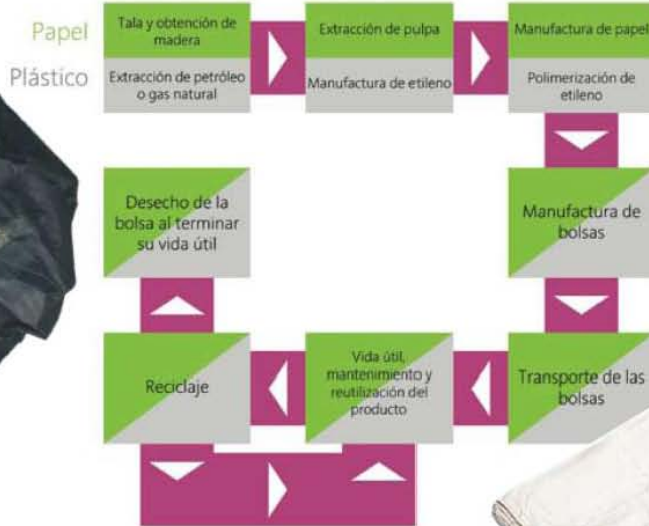 Papel
Tala y obtención de
madera
Extracción de pulpa
Manufactura de papel
Plástico
Extracción de petróleo
o gas natural
Manufactura de etileno
Polimerización de
etileno
Manufactura de
bolsas
Transporte de las
bolsas
Vida útil,
mantenimiento y
reutilización del
producto
Reciclaje
Desecho de la
bolsa al terminar
su vida útil